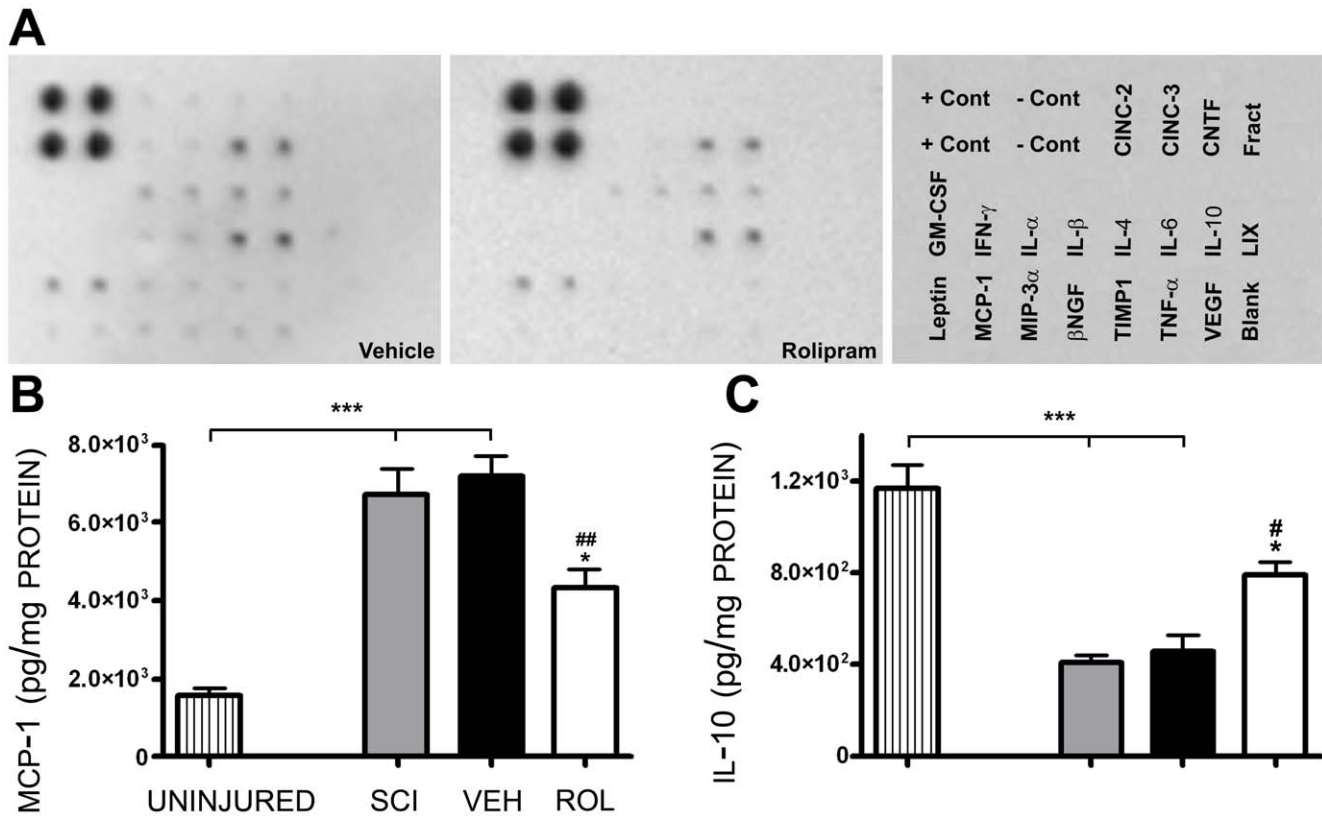 A
Vehicle
Rolipram
+ Cont - Cont CINC-2 CINC-3 CNTF Fract
+ Cont - Cont
GM-CSF IFN-γ IL-α IL-β IL-4 IL-6 IL-10 LIX
Leptin MCP-1 MIP-3α βNGF TIMP1 TNF-α VEGF Blank
B
***
8.0×10³
6.0×10³
4.0×10³
2.0×10³
0
MCP-1 (pg/mg PROTEIN)
##
*
UNINJURED SCI VEH ROL
C
***
1.2×10³
8.0×10²
4.0×10²
0
IL-10 (pg/mg PROTEIN)
#
*